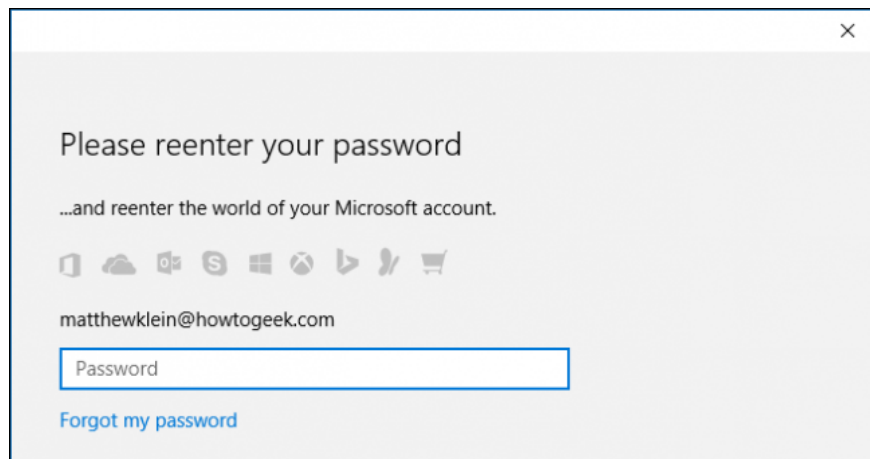 Please reenter your password
...and reenter the world of your Microsoft account.
matthewklein@howtogeek.com
Password
Forgot my password